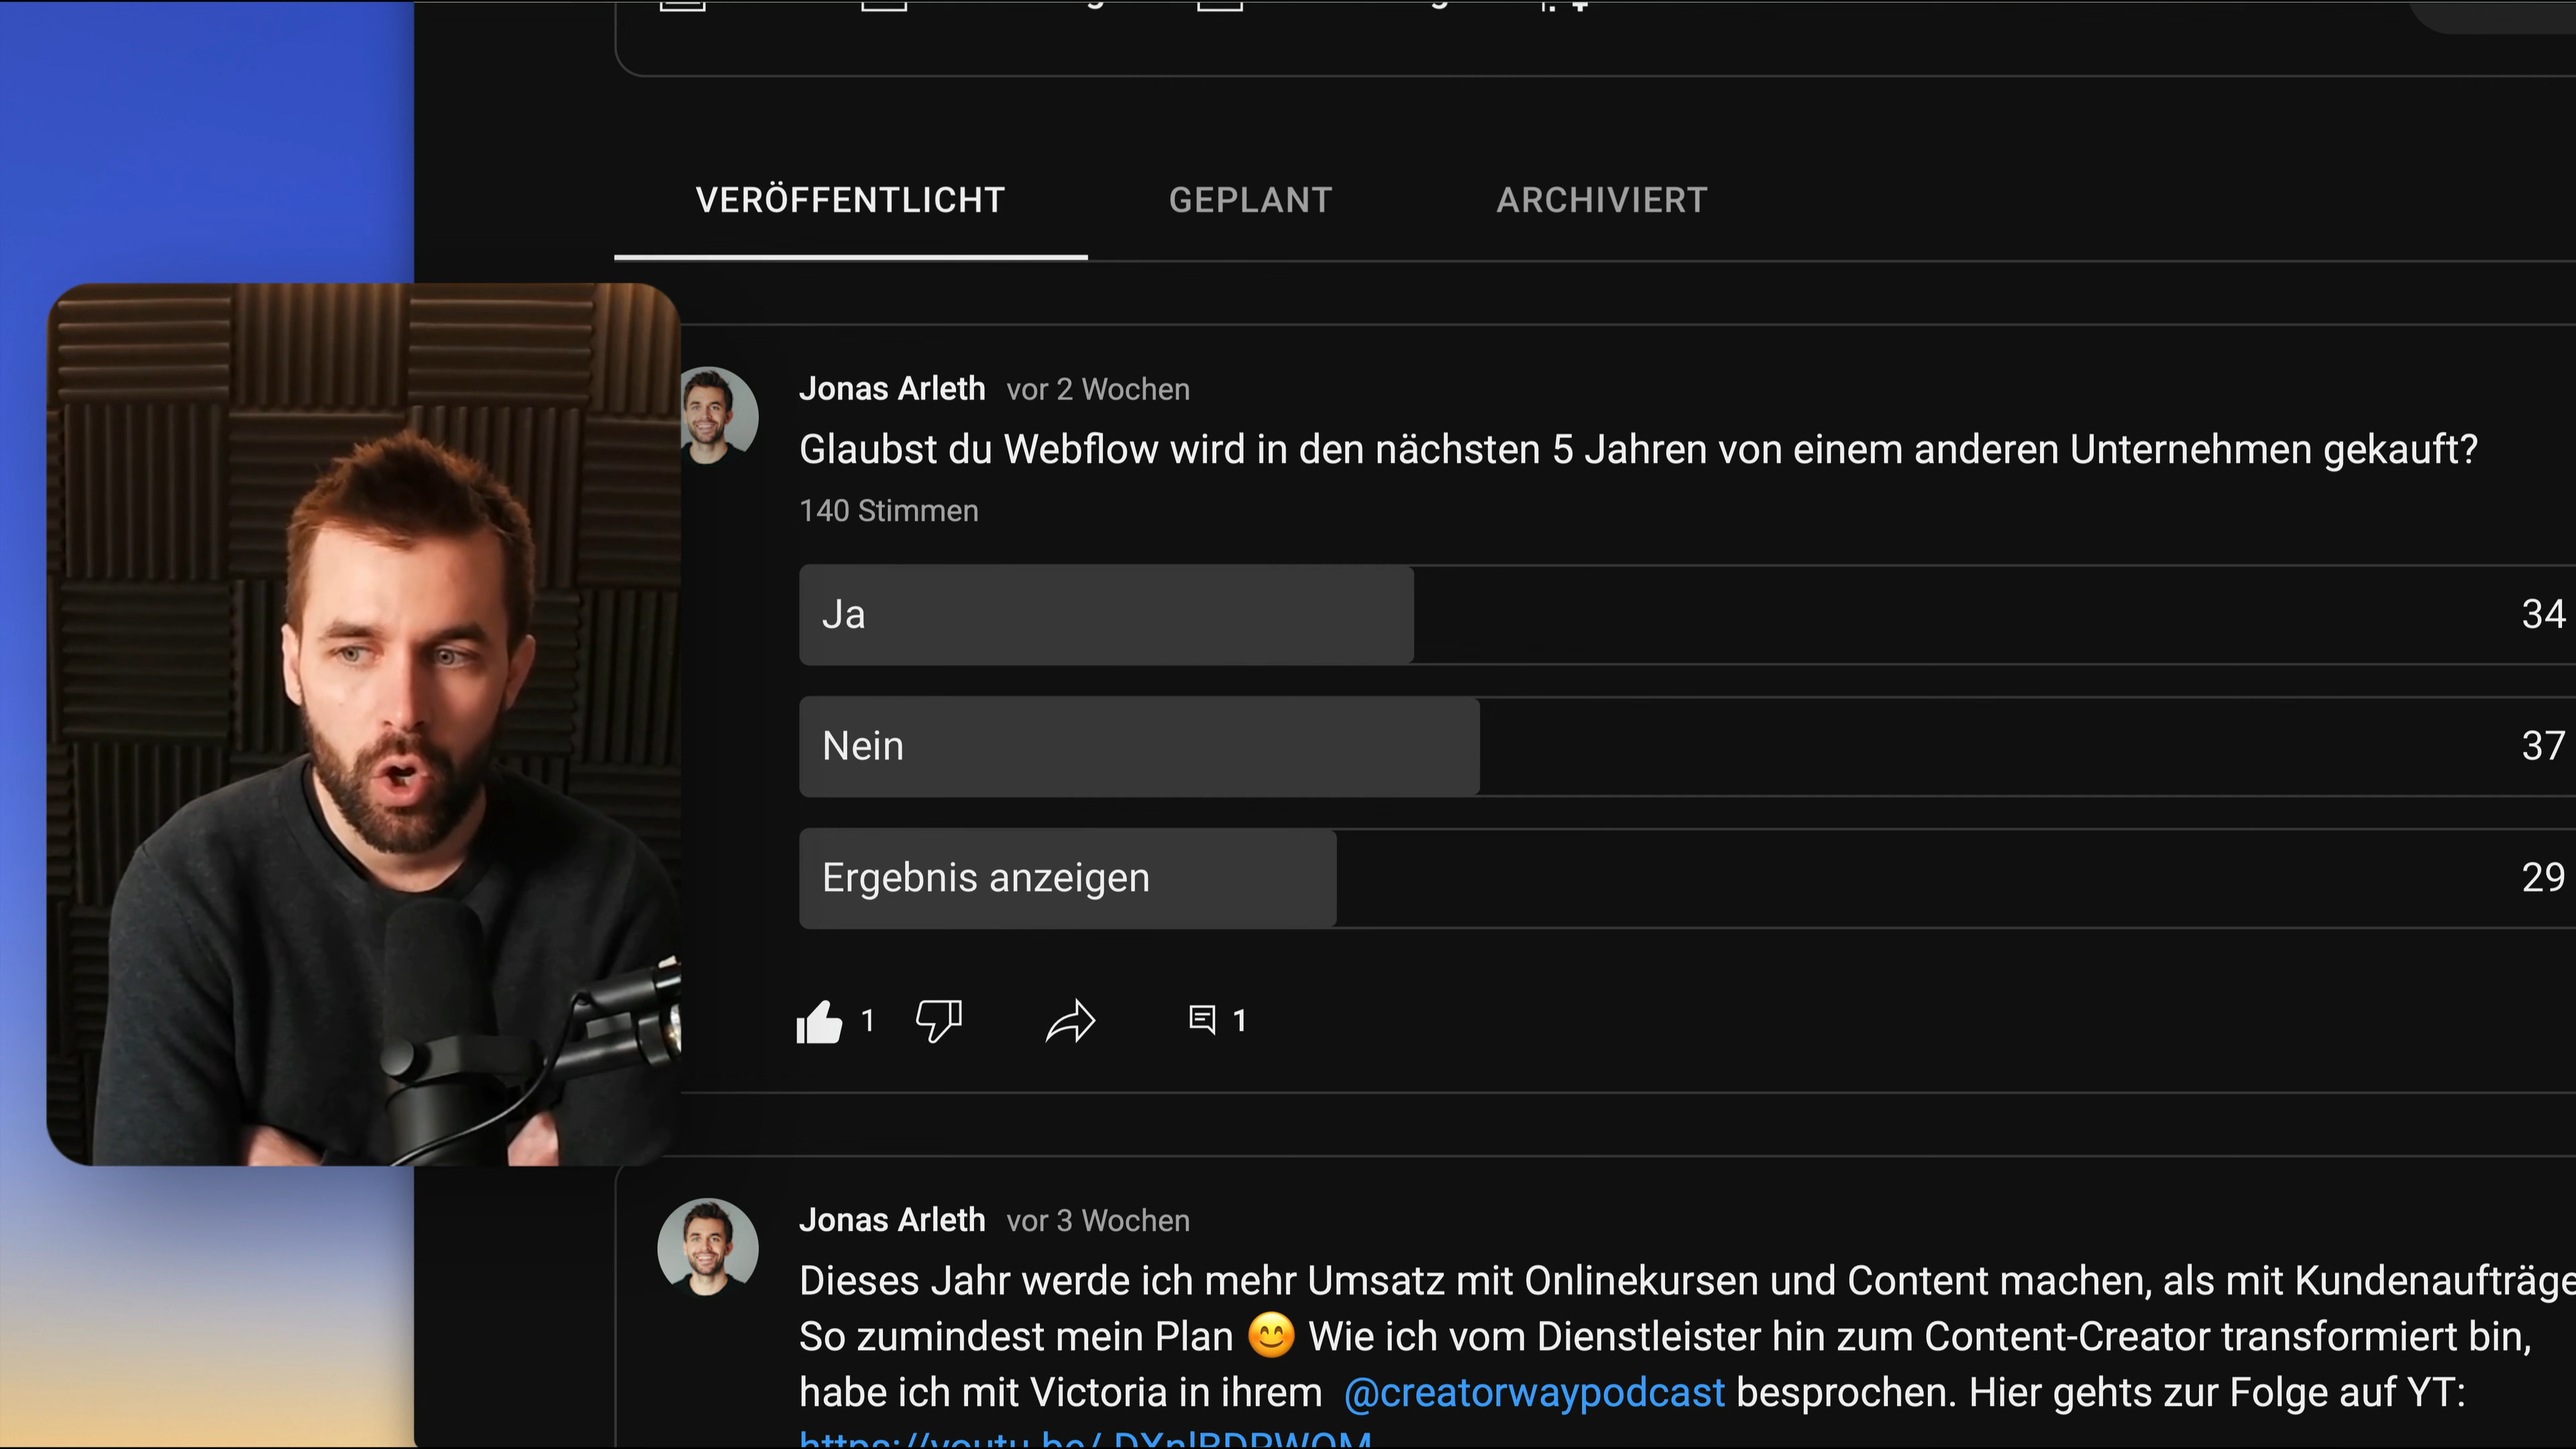 VERÖFFENTLICHT GEPLANT ARCHIVIERT
Jonas Arleth vor 2 Wochen
Glaubst du Webflow wird in den nächsten 5 Jahren von einem anderen Unternehmen gekauft?
140 Stimmen
Ja 34
Nein 37
Ergebnis anzeigen 29
1 1
Jonas Arleth vor 3 Wochen
Dieses Jahr werde ich mehr Umsatz mit Onlinekursen und Content machen, als mit Kundenaufträge
So zumindest mein Plan 😊 Wie ich vom Dienstleister hin zum Content-Creator transformiert bin,
habe ich mit Victoria in ihrem @creatorwaypodcast besprochen. Hier gehts zur Folge auf YT: